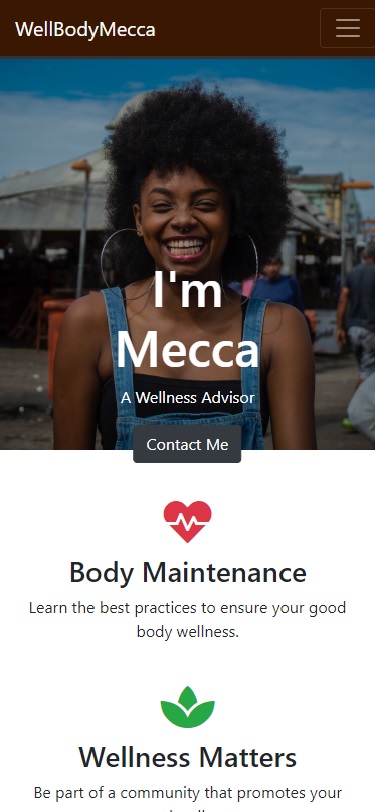 WellBodyMecca
I'm
Mecca
A Wellness Advisor
Contact Me
Body Maintenance
Learn the best practices to ensure your good
body wellness.
Wellness Matters
Be part of a community that promotes your